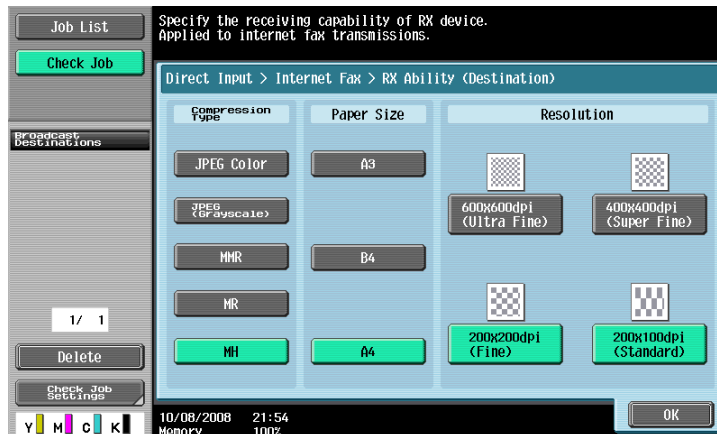 Job List
Specify the receiving capability of RX device.
Applied to internet fax transmissions.
Check Job
Direct Input > Internet Fax > RX Ability (Destination)
Compression
Type
Paper Size
Resolution
Broadcast
Destinations
JPEG Color
A3
JPEG
(Grayscale)
600x600dpi
(Ultra Fine)
400x400dpi
(Super Fine)
MMR
B4
MR
1/ 1
MH
A4
200x200dpi
(Fine)
200x100dpi
(Standard)
Delete
Check Job
Settings
Y M C K
10/08/2008 21:54
Memory 100%
OK